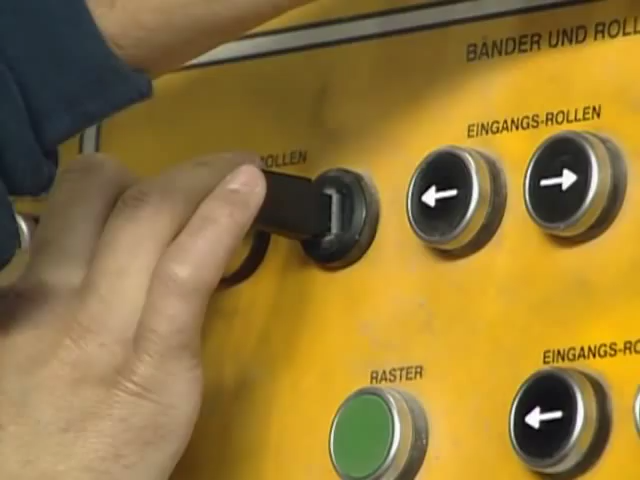 BÄNDER UND ROLL
EINGANGS-ROLLEN
ROLLEN
RASTER
EINGANGS-RO